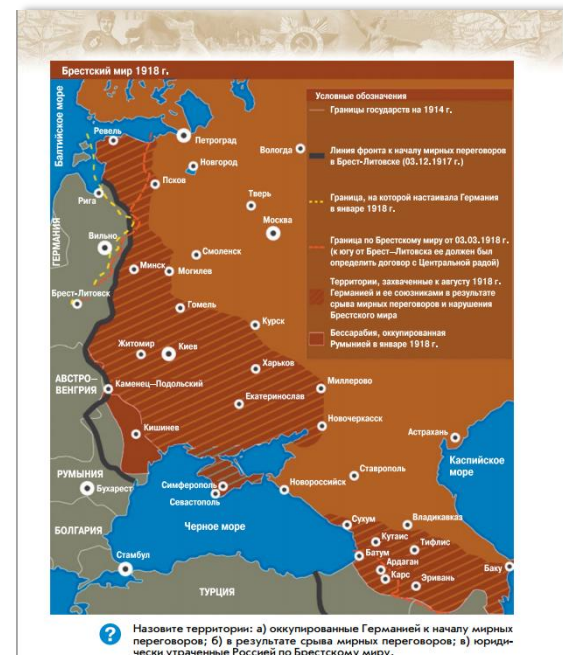 Брестский мир 1918 г.
Условные обозначения
Границы государств на 1914 г.
Линия фронта к началу мирных переговоров
в Брест-Литовске (03.12.1917 г.)
Граница, на которой настаивала Германия
в январе 1918 г.
Граница по Брестскому миру от 03.03.1918 г.
(к югу от Брест–Литовска ее должен был
определить договор с Центральной радой)
Территории, захваченные к августу 1918 г.
Германией и ее союзниками в результате
срыва мирных переговоров и нарушения
Брестского мира
Бессарабия, оккупированная
Румынией в январе 1918 г.
Балтийское море
Ревель
Петроград
Вологда
Новгород
Псков
Рига
Тверь
Москва
ГЕРМАНИЯ
Вильно
Смоленск
Минск
Могилев
Брест-Литовск
Гомель
Курск
Житомир
Киев
Харьков
АВСТРО–
ВЕНГРИЯ
Каменец–Подольский
Миллерово
Екатеринослав
Новочеркасск
Кишинев
Астрахань
РУМЫНИЯ
Бухарест
Симферополь
Севастополь
Новороссийск
Ставрополь
Каспийское
море
БОЛГАРИЯ
Черное море
Сухум
Владикавказ
Кутаис
Тифлис
Батум
Ардаган
Карс
Эривань
Баку
Стамбул
ТУРЦИЯ
? Назовите территории: а) оккупированные Германией к началу мирных
переговоров; б) в результате срыва мирных переговоров; в) юриди-
чески утраченные Россией по Брестскому миру.